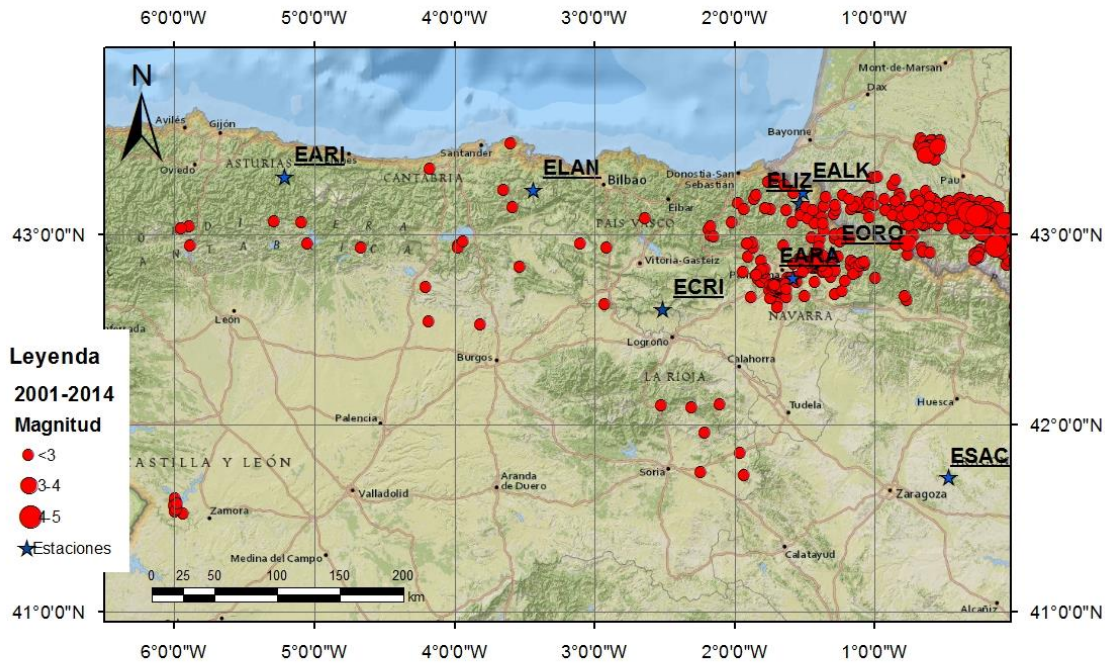 6°0'0"W 5°0'0"W 4°0'0"W 3°0'0"W 2°0'0"W 1°0'0"W
N
Mont-de-Marsan
Dax
Avilés
Gijón
Bayonne
Oviedo
EARI
ASTURIAS
Santander
CANTABRIA
ELAN
Bilbao
Donostia-San
Sebastián
Eibar
ELIZ
EALK
Pau
PAÍS VASCO
43°0'0"N
43°0'0"N
EORO
Vitoria-Gasteiz
EARA
ECRI
NAVARRA
León
Logroño
Burgos
Calahorra
LA RIOJA
Tudela
Huesca
Palencia
42°0'0"N
Leyenda
2001-2014
Magnitud
<3
3-4
4-5
Estaciones
CASTILLA Y LEÓN
Soria
ESAC
Aranda
de Duero
Valladolid
Zaragoza
Zamora
Medina del Campo
Calatayud
0 25 50 100 150 200
km
Alcañiz
41°0'0"N
41°0'0"N
6°0'0"W 5°0'0"W 4°0'0"W 3°0'0"W 2°0'0"W 1°0'0"W